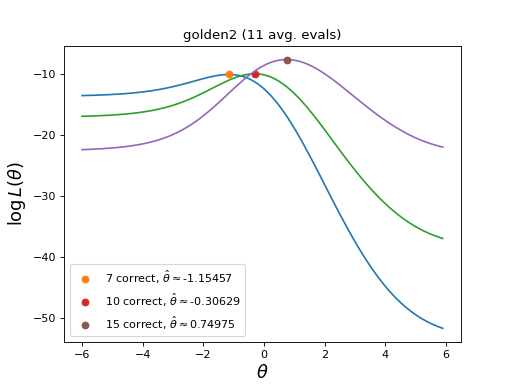 golden2 (11 avg. evals)
log L(θ)
−10
−20
−30
−40
−50
7 correct, θ̂ ≈ -1.15457
10 correct, θ̂ ≈ -0.30629
15 correct, θ̂ ≈ 0.74975
−6 −4 −2 0 2 4 6
θ